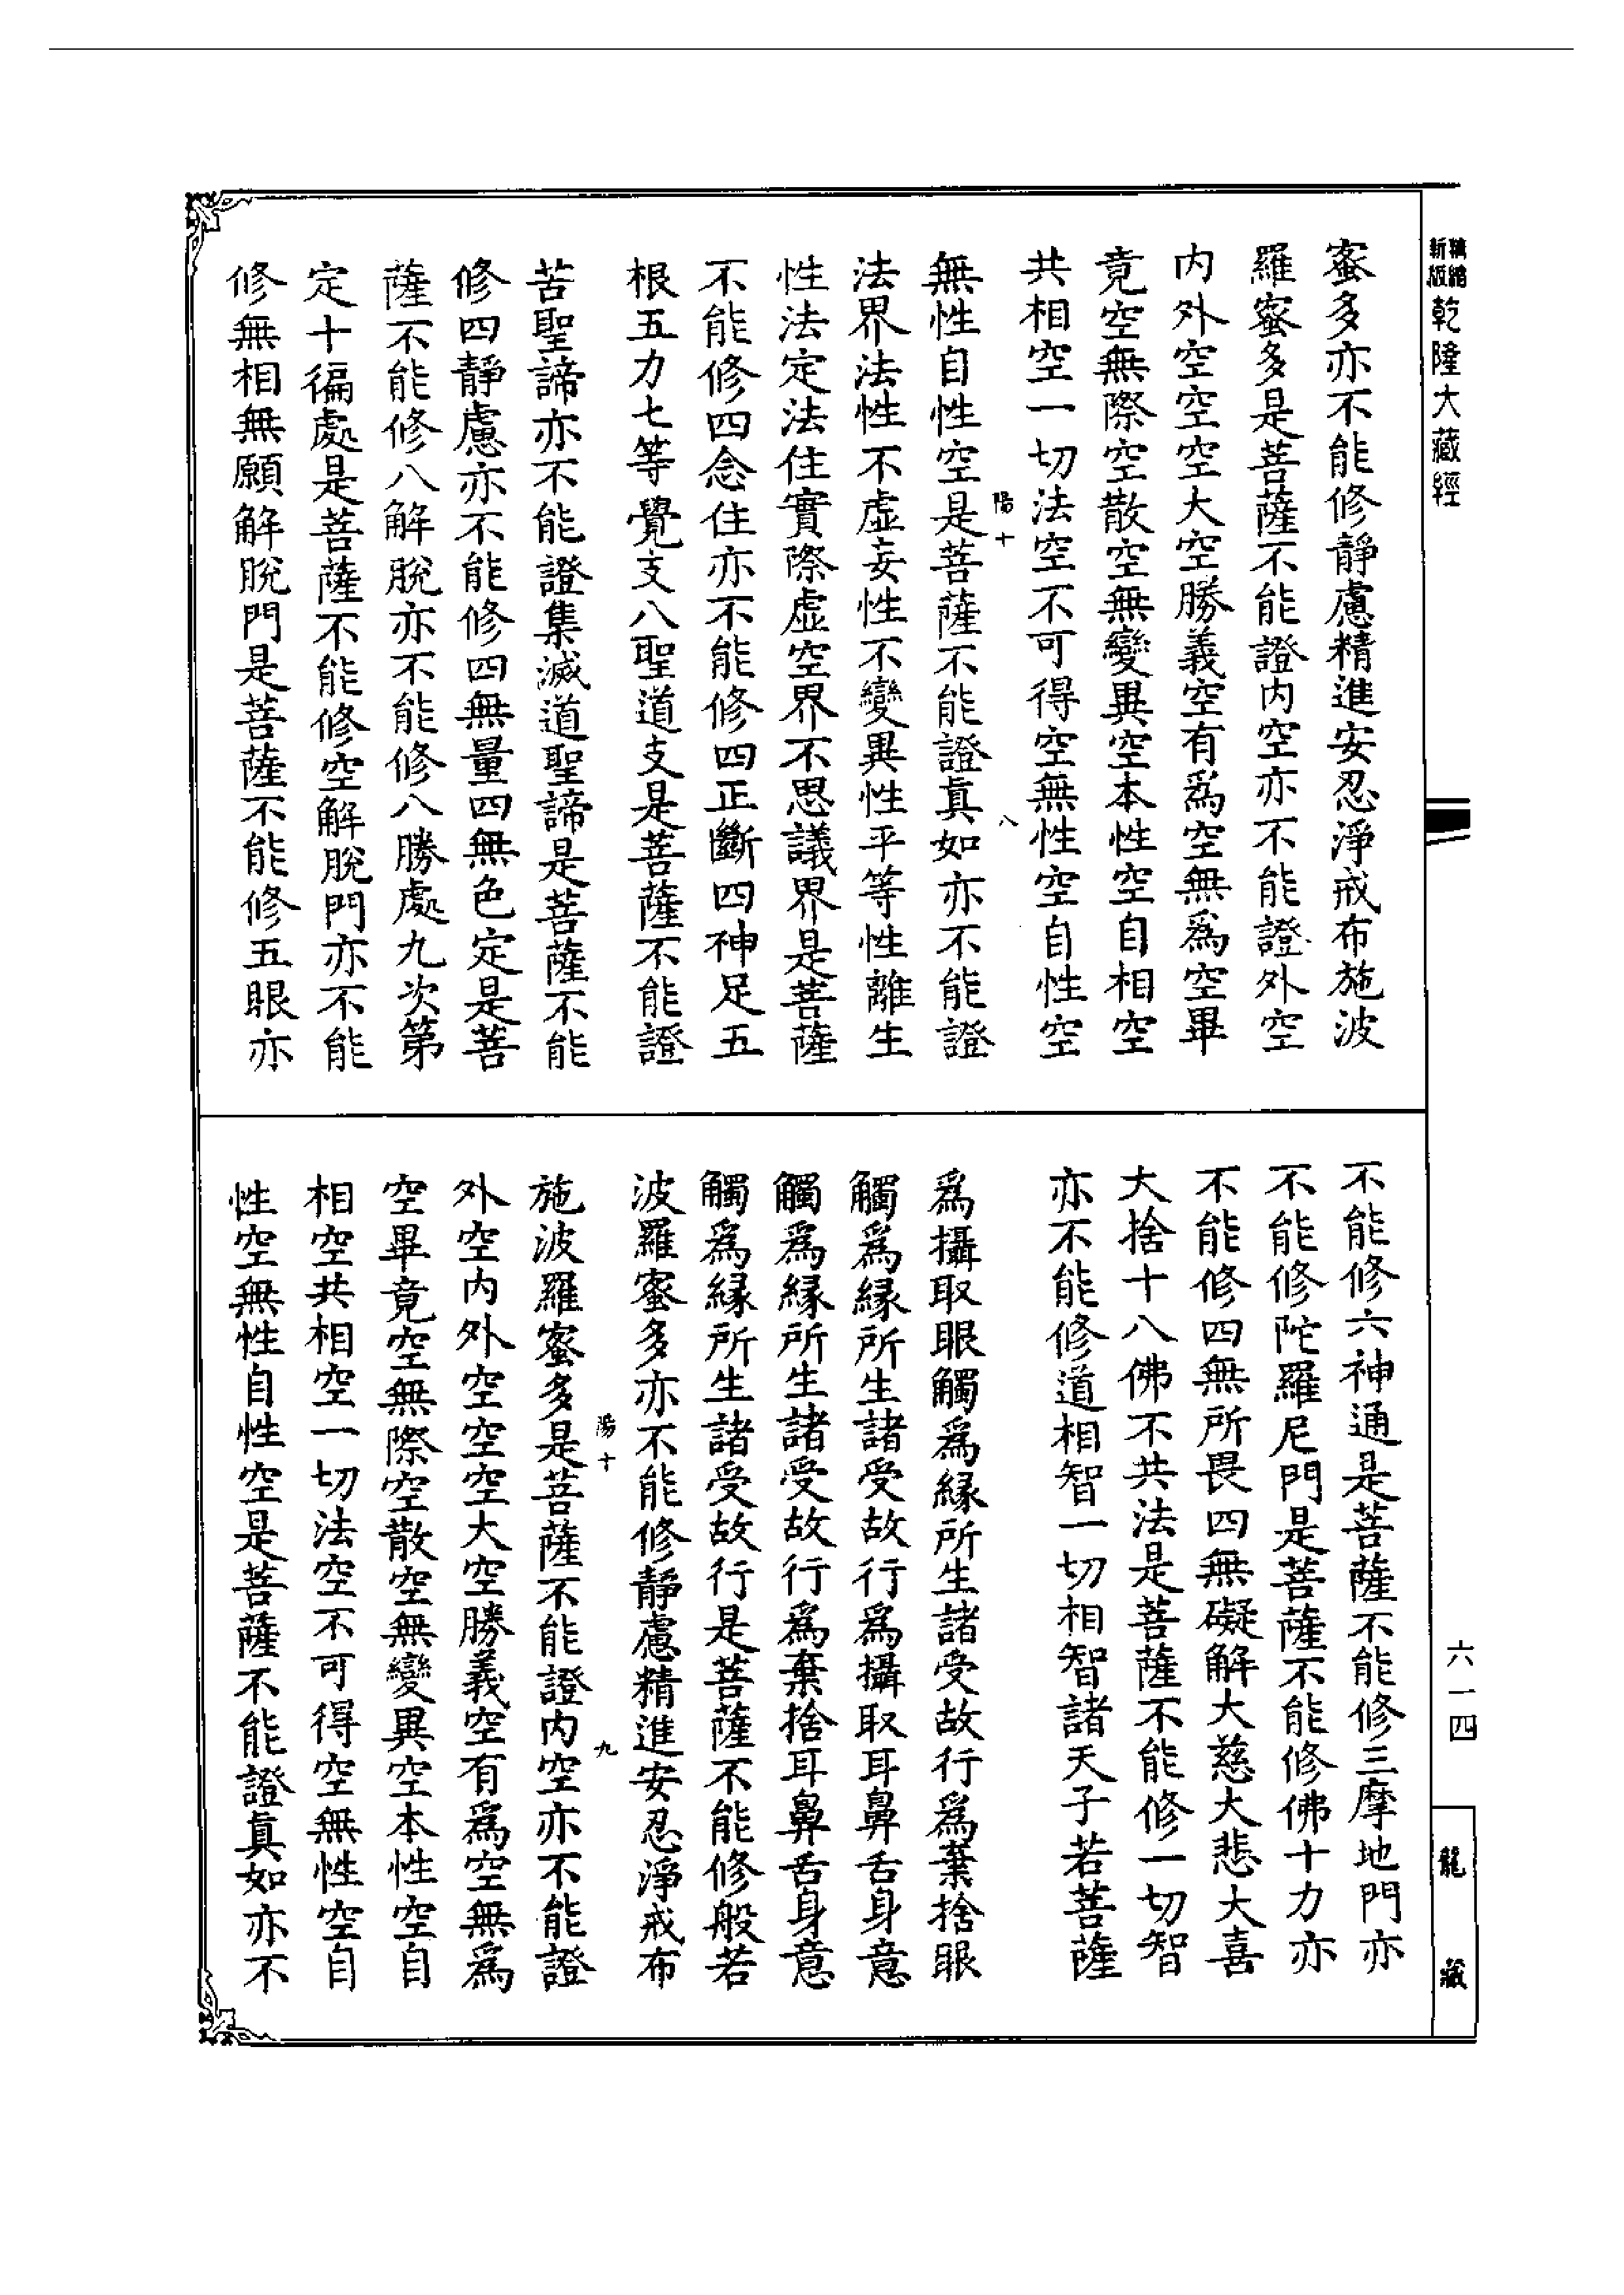 精縮
新版
乾隆大藏經
蜜多亦不能修靜慮精進安忍淨戒布施波
羅蜜多是菩薩不能證內空亦不能證外空
內外空空空大空勝義空有爲空無爲空畢
竟空無際空散空無變異空本性空自相空
共相空一切法空不可得空無性空自性空
陽十
八
無性自性空是菩薩不能證真如亦不能證
法界法性不虛妄性不變異性平等性離生
性法定法住實際虛空界不思議界是菩薩
不能修四念住亦不能修四正斷四神足五
根五力七等覺支八聖道支是菩薩不能證
苦聖諦亦不能證集滅道聖諦是菩薩不能
修四靜慮亦不能修四無量四無色定是菩
薩不能修八解脫亦不能修八勝處九次第
定十徧處是菩薩不能修空解脫門亦不能
修無相無願解脫門是菩薩不能修五眼亦
不能修六神通是菩薩不能修三摩地門亦
不能修陀羅尼門是菩薩不能修佛十力亦
不能修四無所畏四無礙解大慈大悲大喜
大捨十八佛不共法是菩薩不能修一切智
亦不能修道相智一切相智諸天子若菩薩
爲攝取眼觸爲緣所生諸受故行爲棄捨眼
觸爲緣所生諸受故行爲攝取耳鼻舌身意
觸爲緣所生諸受故行爲棄捨耳鼻舌身意
觸爲緣所生諸受故行是菩薩不能修般若
波羅蜜多亦不能修靜慮精進安忍淨戒布
陽十
九
施波羅蜜多是菩薩不能證內空亦不能證
外空內外空空空大空勝義空有爲空無爲
空畢竟空無際空散空無變異空本性空自
相空共相空一切法空不可得空無性空自
性空無性自性空是菩薩不能證真如亦不
六一四
龍藏